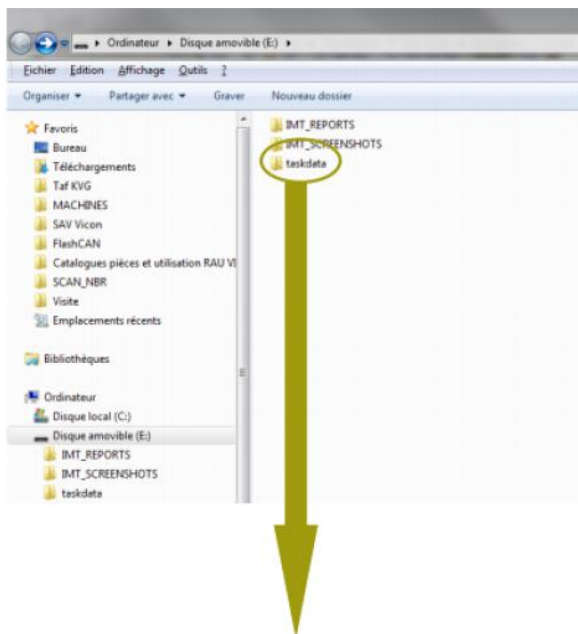 Ordinateur ▸ Disque amovible (E:) ▸
Eichier Edition Affichage Outils ?
Organiser Partager avec Graver Nouveau dossier
Favoris
Bureau
Téléchargements
Taf KVG
MACHINES
SAV Vicon
FlashCAN
Catalogues pièces et utilisation RAU VI
SCAN_NBR
Visite
Emplacements récents
Bibliothèques
Ordinateur
Disque local (C:)
Disque amovible (E:)
IMT_REPORTS
IMT_SCREENSHOTS
taskdata
IMT_REPORTS
IMT_SCREENSHOTS
taskdata